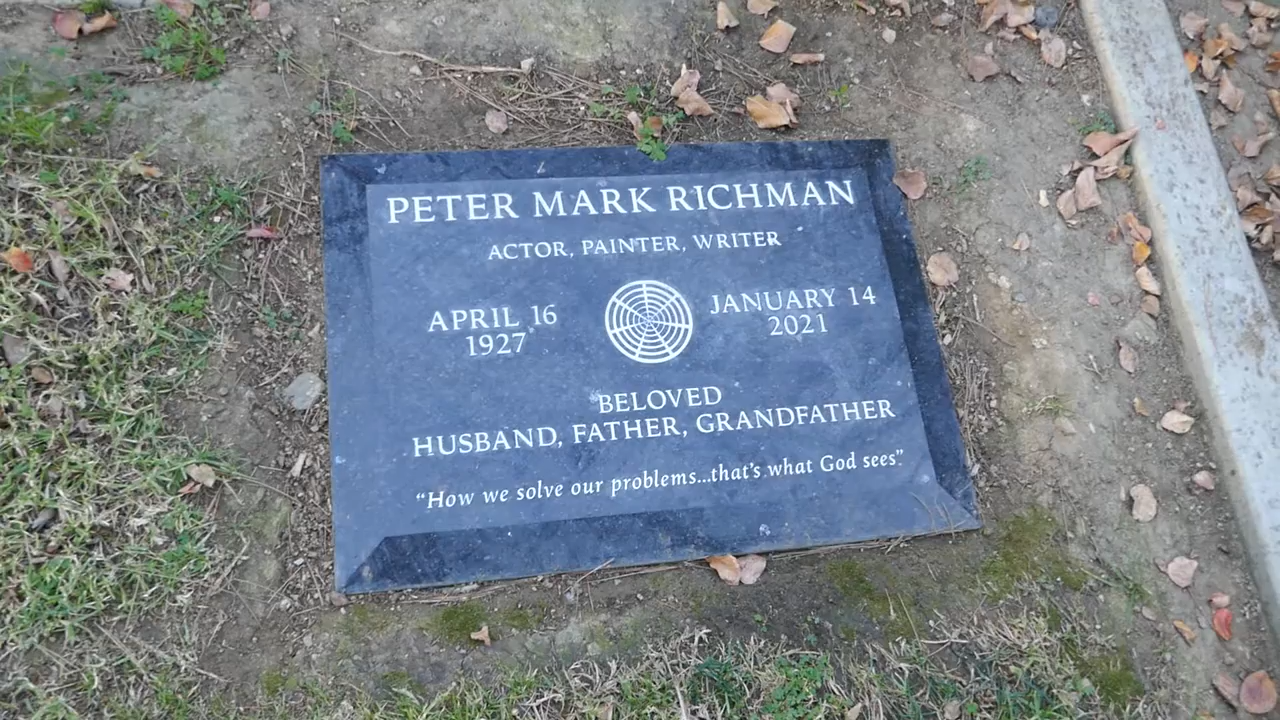 PETER MARK RICHMAN
ACTOR, PAINTER, WRITER
APRIL 16
1927
JANUARY 14
2021
BELOVED
HUSBAND, FATHER, GRANDFATHER
“How we solve our problems...that’s what God sees”